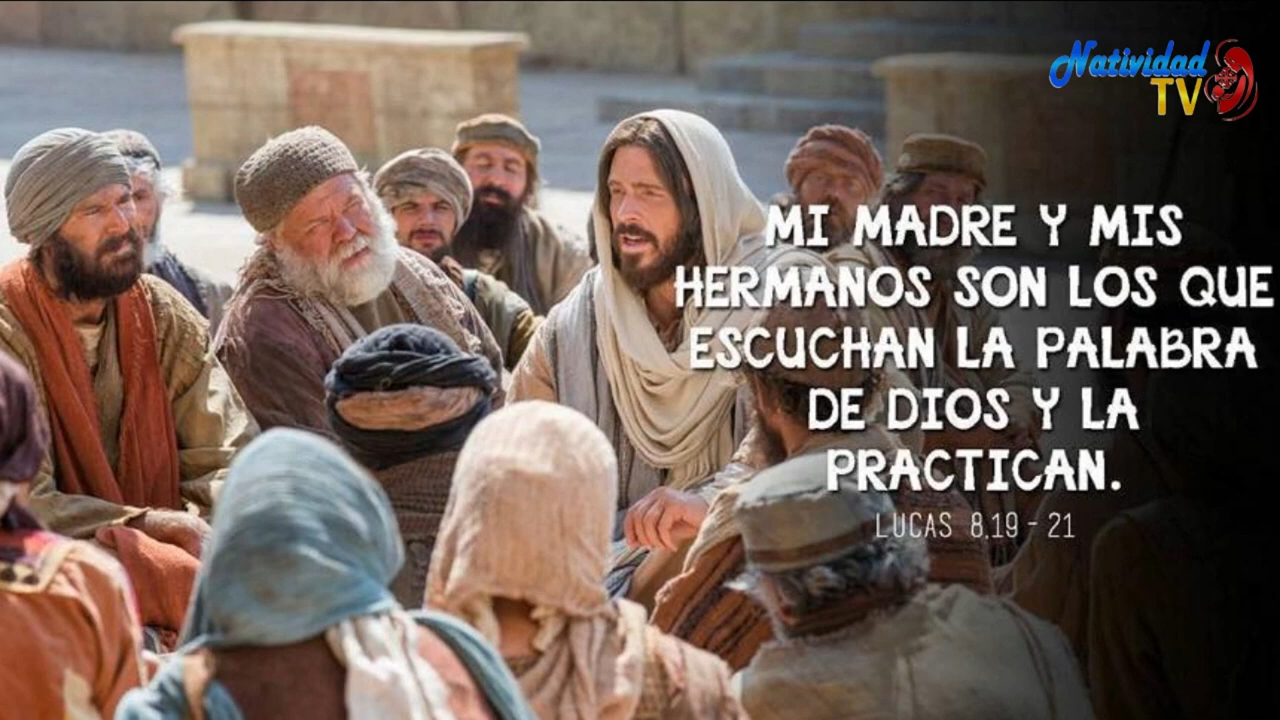 Natividad
TV
MI MADRE Y MIS
HERMANOS SON LOS QUE
ESCUCHAN LA PALABRA
DE DIOS Y LA
PRACTICAN.
LUCAS 8,19 - 21